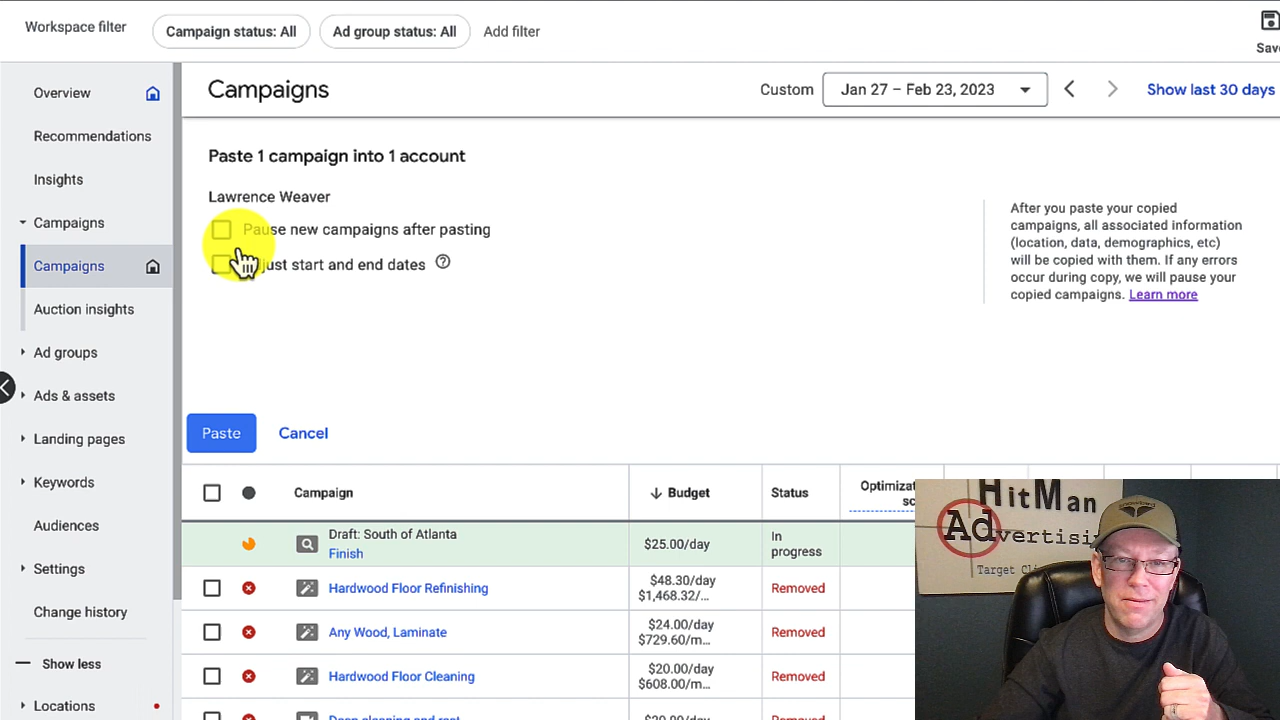 Workspace filter
Campaign status: All
Ad group status: All
Add filter
Overview
Recommendations
Insights
Campaigns
Campaigns
Auction insights
Ad groups
Ads & assets
Landing pages
Keywords
Audiences
Settings
Change history
Show less
Locations
Campaigns
Custom
Jan 27 – Feb 23, 2023
Show last 30 days
Paste 1 campaign into 1 account
Lawrence Weaver
Pause new campaigns after pasting
just start and end dates
After you paste your copied
campaigns, all associated information
(location, data, demographics, etc)
will be copied with them. If any errors
occur during copy, we will pause your
copied campaigns. Learn more
Paste
Cancel
Campaign
Budget
Status
Draft: South of Atlanta
Finish
$25.00/day
In
progress
Hardwood Floor Refinishing
$48.30/day
$1,468.32/...
Removed
Any Wood, Laminate
$24.00/day
$729.60/m...
Removed
Hardwood Floor Cleaning
$20.00/day
$608.00/m...
Removed
HitMan
Advertisi
Target Cli